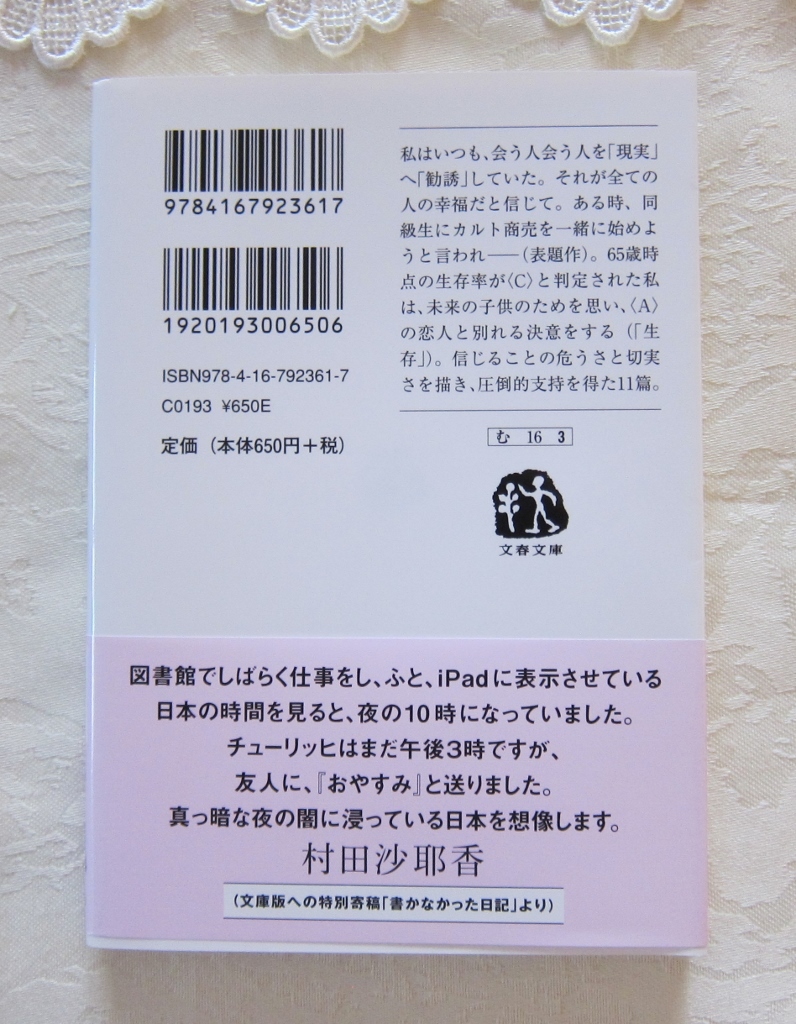 9784167923617
1920193006506
ISBN978-4-16-792361-7
C0193 ¥650E
定価（本体650円＋税）
私はいつも、会う人会う人を「現実」
へ「勧誘」していた。それが全ての
人の幸福だと信じて。ある時、同
級生にカルト商売を一緒に始めよ
うと言われ――（表題作）。65歳時
点の生存率が〈C〉と判定された私
は、未来の子供のためを思い、〈A〉
の恋人と別れる決意をする（「生
存」）。信じることの危うさと切実
さを描き、圧倒的支持を得た11篇。
む 16 3
文春文庫
図書館でしばらく仕事をし、ふと、iPadに表示させている
日本の時間を見ると、夜の10時になっていました。
チューリッヒはまだ午後3時ですが、
友人に、『おやすみ』と送りました。
真っ暗な夜の闇に浸っている日本を想像します。
村田沙耶香
（文庫版への特別寄稿「書かなかった日記」より）